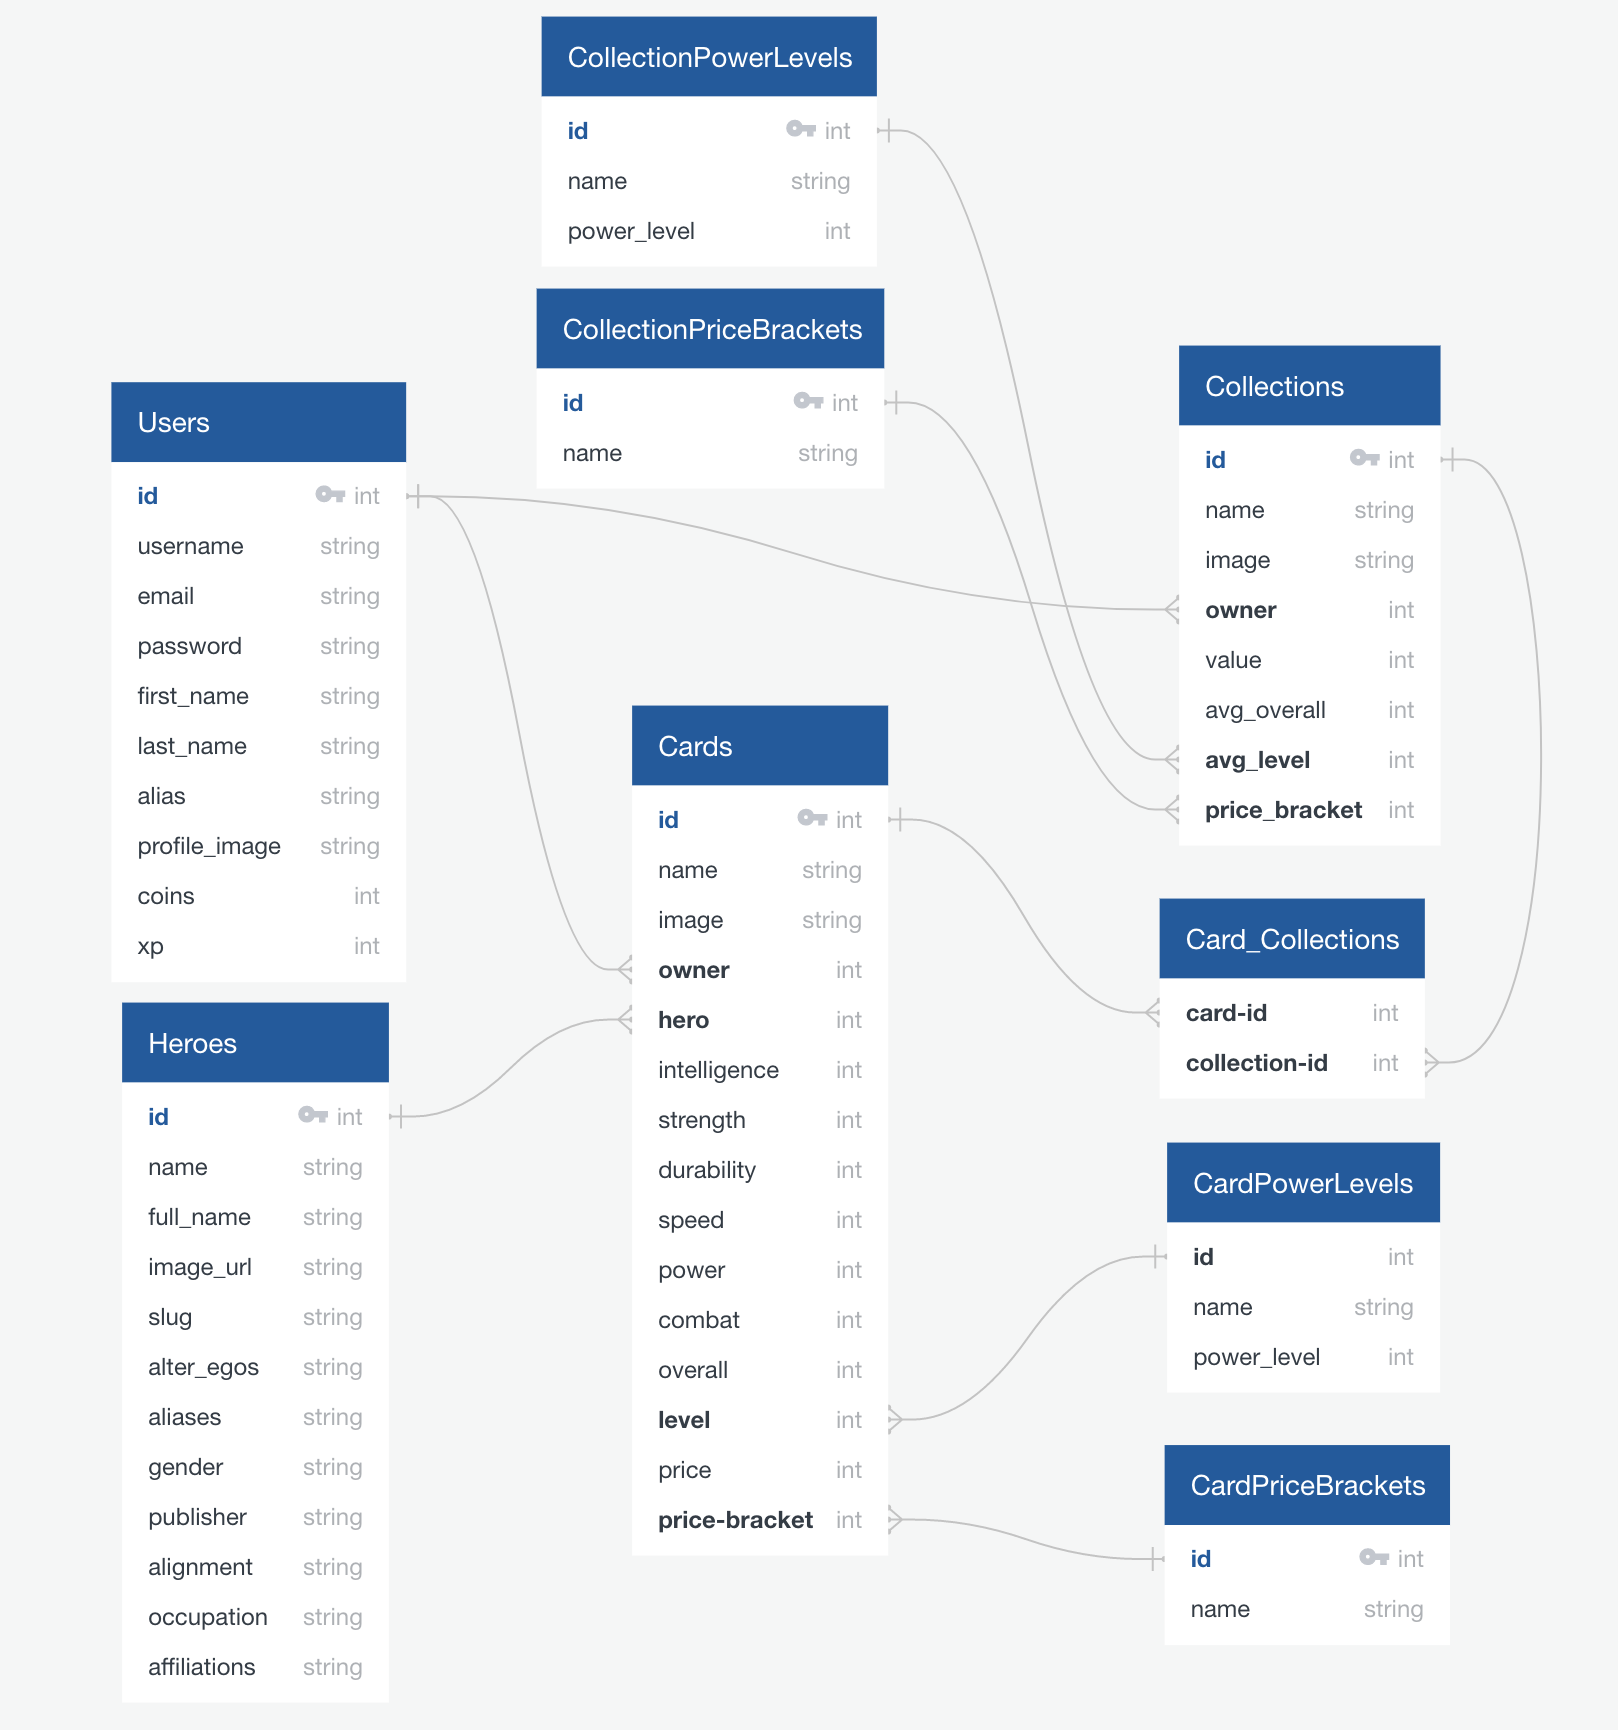 CollectionPowerLevels
id int
name string
power_level int
CollectionPriceBrackets
id int
name string
Users
id int
username string
email string
password string
first_name string
last_name string
alias string
profile_image string
coins int
xp int
Collections
id int
name string
image string
owner int
value int
avg_overall int
avg_level int
price_bracket int
Cards
id int
name string
image string
owner int
hero int
intelligence int
strength int
durability int
speed int
power int
combat int
overall int
level int
price int
price-bracket int
Card_Collections
card-id int
collection-id int
Heroes
id int
name string
full_name string
image_url string
slug string
alter_egos string
aliases string
gender string
publisher string
alignment string
occupation string
affiliations string
CardPowerLevels
id int
name string
power_level int
CardPriceBrackets
id int
name string